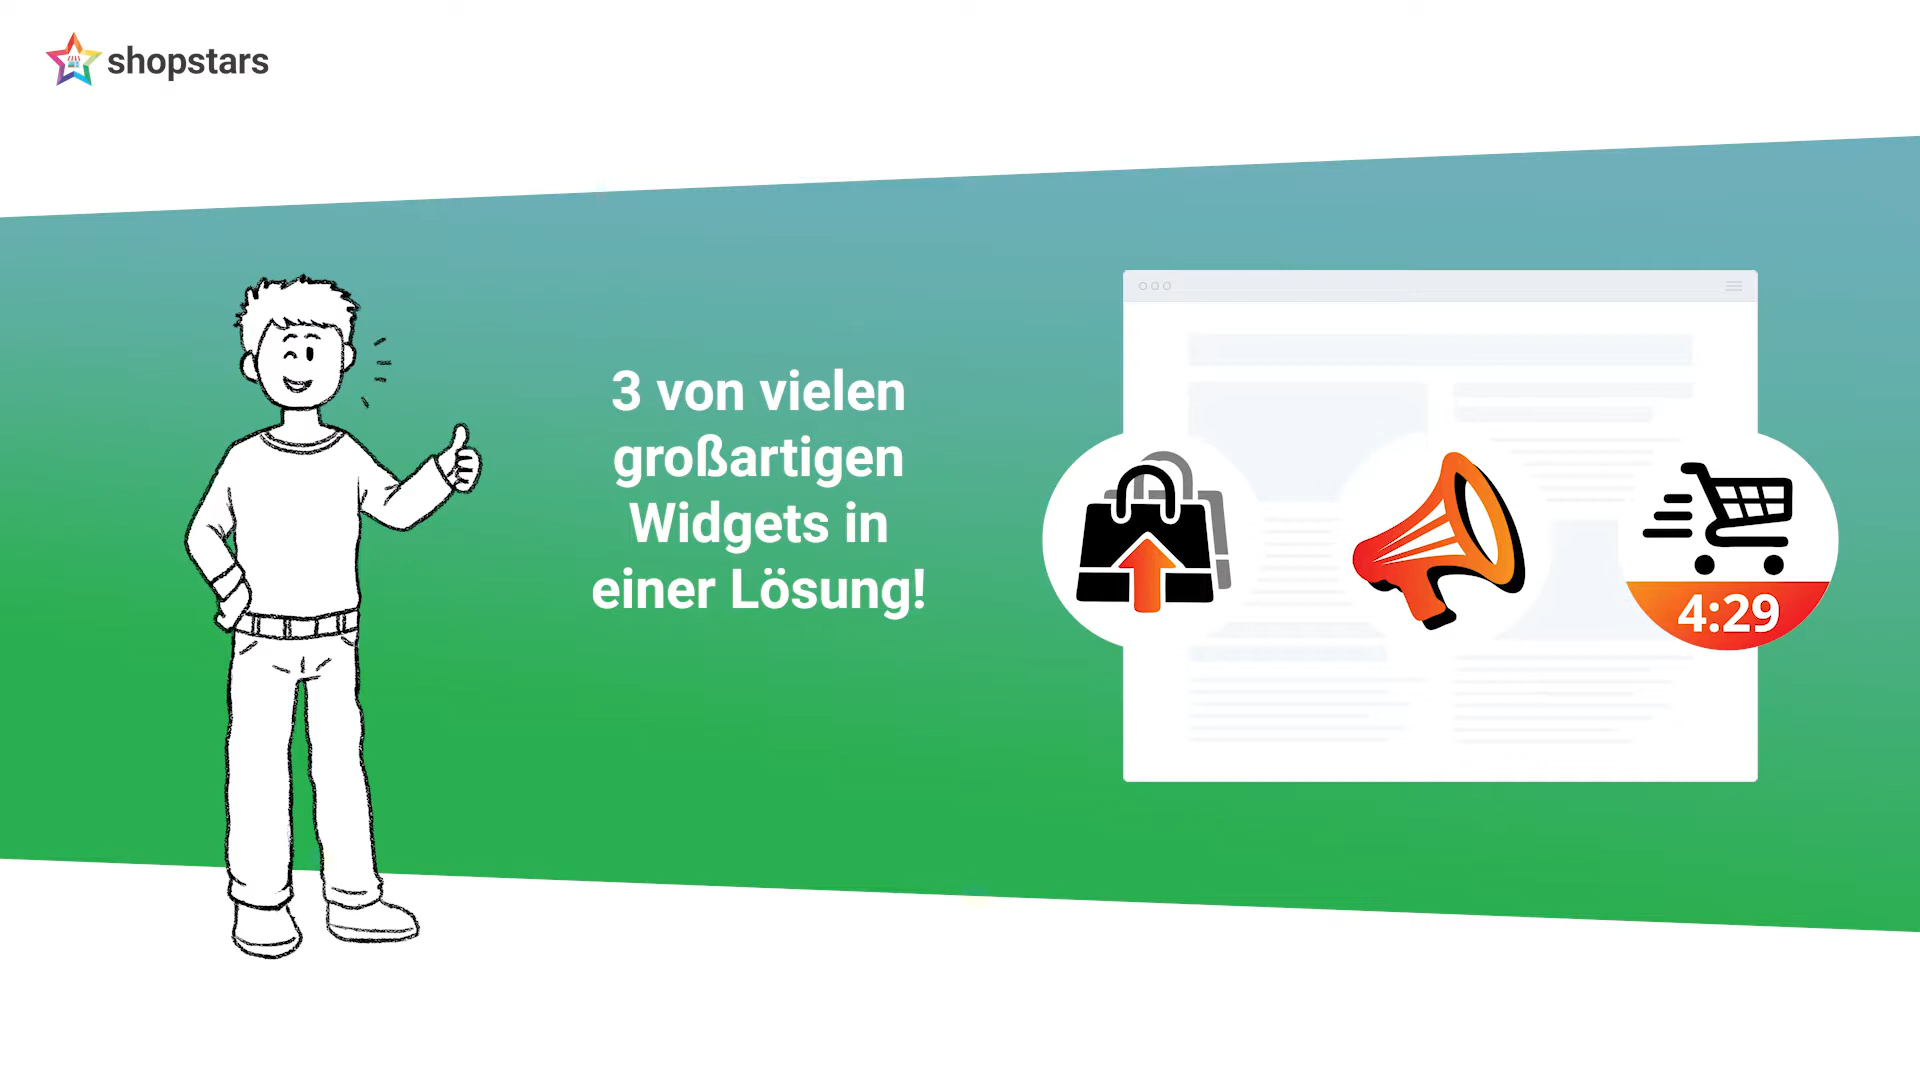 shopstars
3 von vielen
großartigen
Widgets in
einer Lösung!
4:29